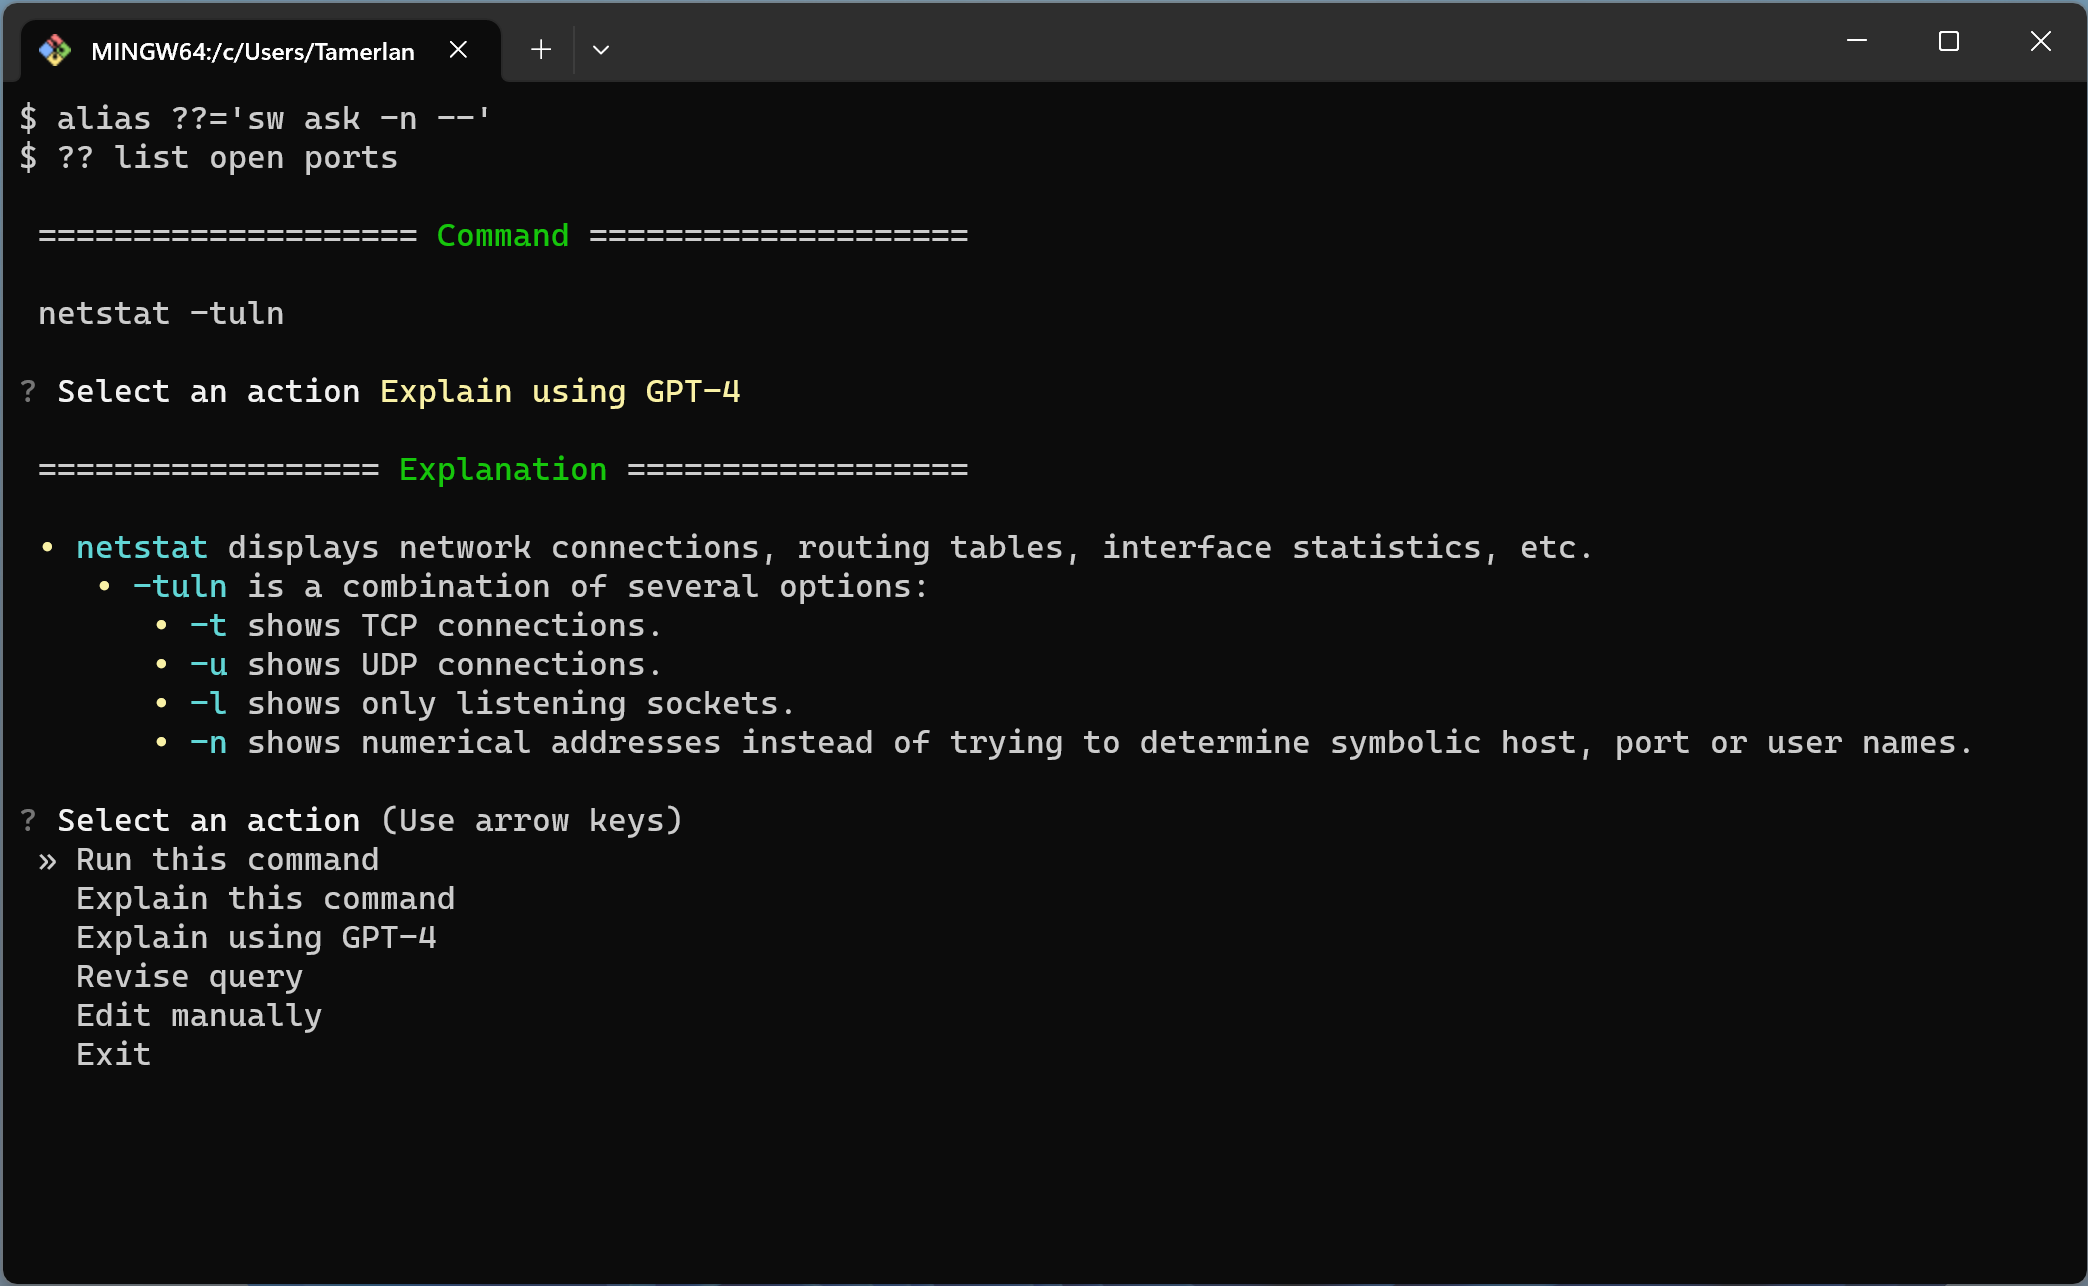 MINGW64:/c/Users/Tamerlan
$ alias ??='sw ask -n --'
$ ?? list open ports
==================== Command ====================
netstat -tuln
? Select an action Explain using GPT-4
================== Explanation ==================
• netstat displays network connections, routing tables, interface statistics, etc.
• -tuln is a combination of several options:
• -t shows TCP connections.
• -u shows UDP connections.
• -l shows only listening sockets.
• -n shows numerical addresses instead of trying to determine symbolic host, port or user names.
? Select an action (Use arrow keys)
» Run this command
Explain this command
Explain using GPT-4
Revise query
Edit manually
Exit